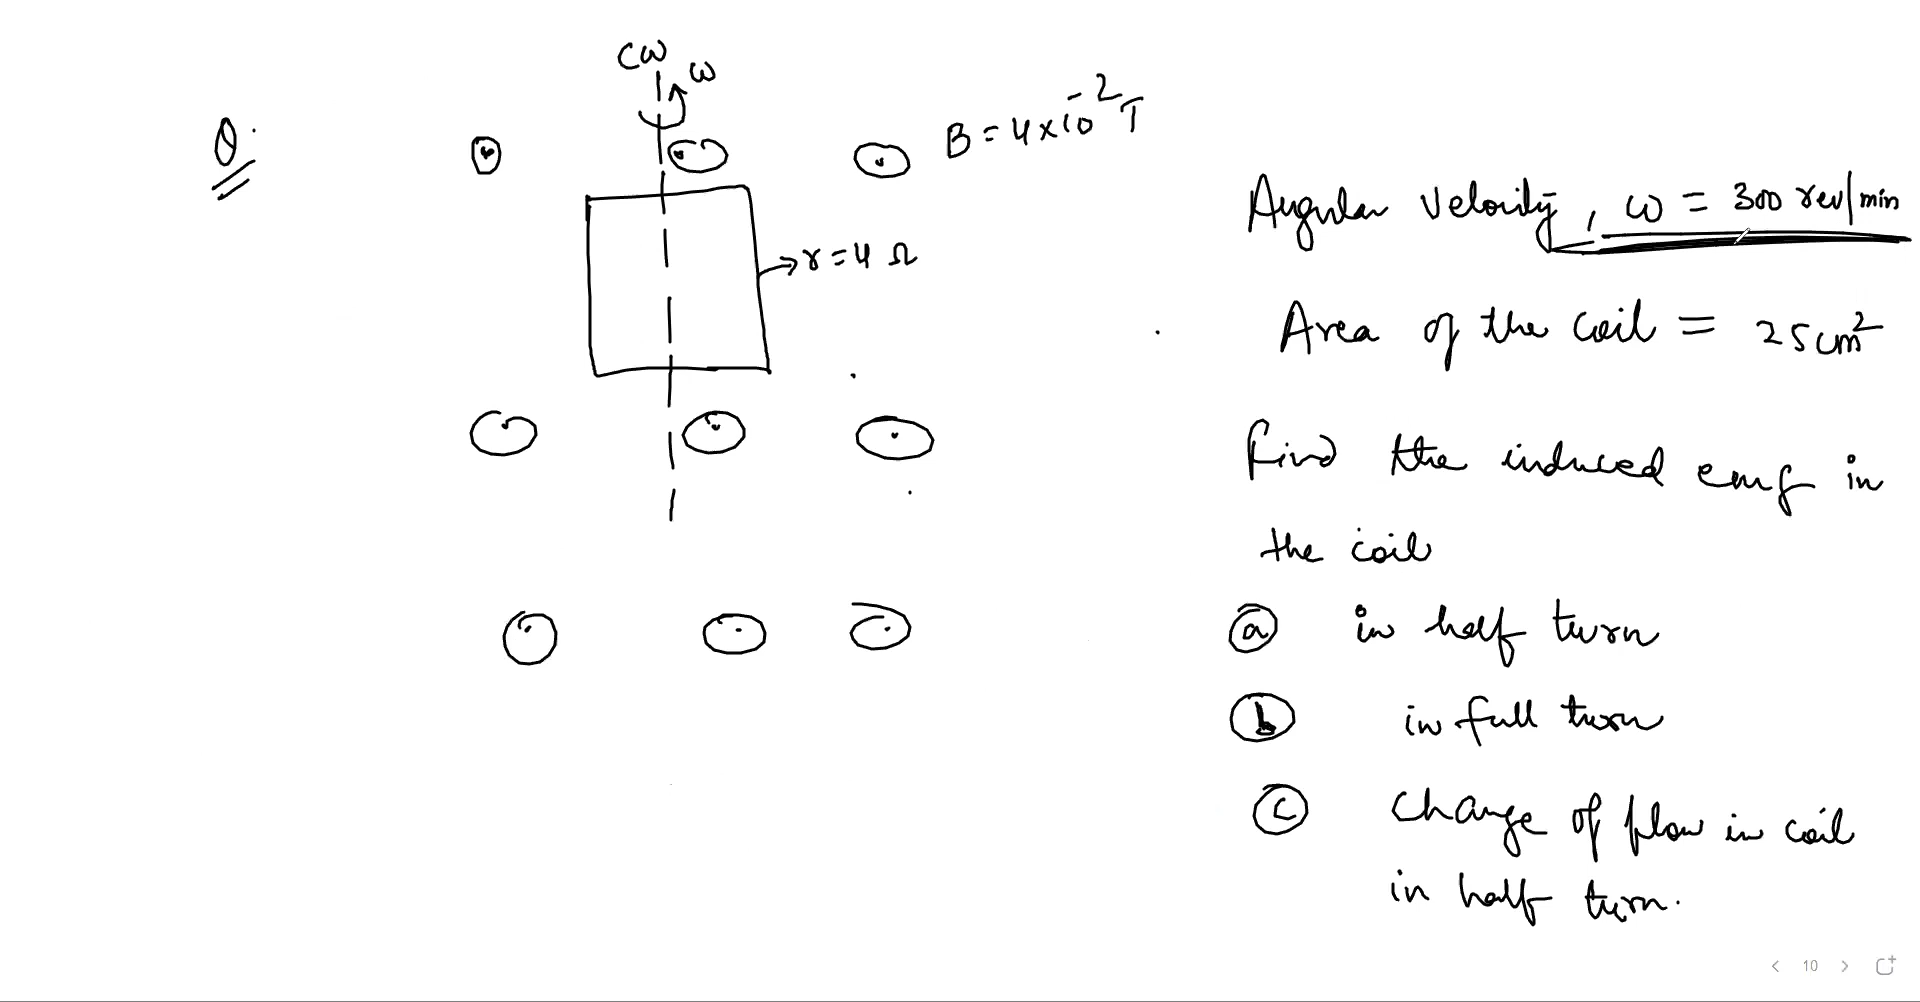 CW
ω
Q.
B = 4×10⁻² T
r = 4 Ω
Angular Velocity, ω = 300 rev/min
Area of the coil = 25 cm²
Find the induced emf in
the coil
(a) in half turn
(b) in full turn
(c) Change of flow in coil
in half turn.
10